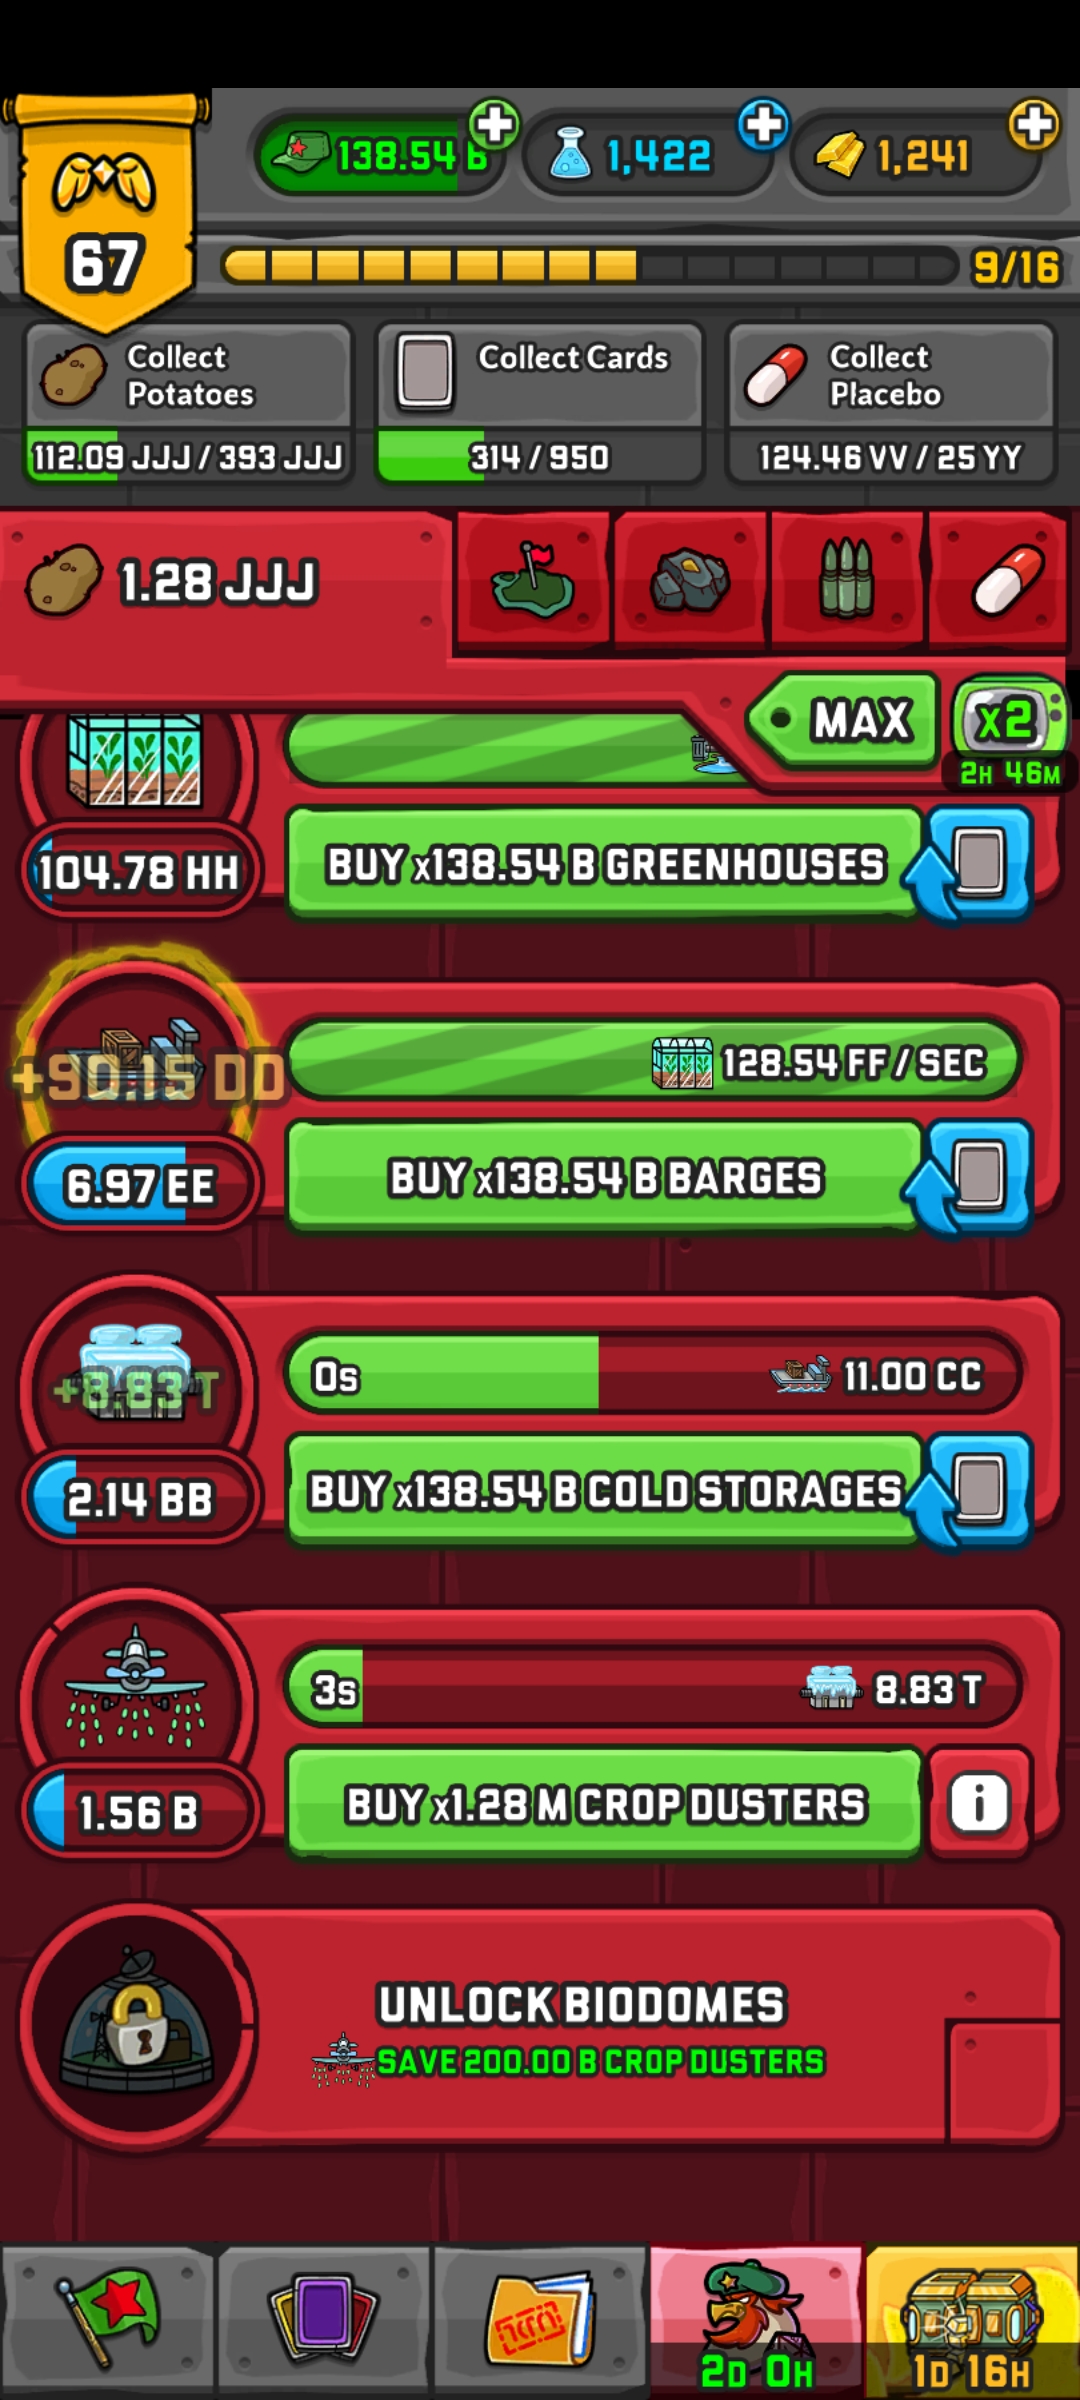 138.54 B
1,422
1,241
67
9/16
Collect
Potatoes
112.09 JJJ / 393 JJJ
Collect Cards
314 / 950
Collect
Placebo
124.46 VV / 25 YY
1.28 JJJ
MAX
x2
2H 46M
104.78 HH
BUY x138.54 B GREENHOUSES
+90.15 DD
128.54 FF / SEC
6.97 EE
BUY x138.54 B BARGES
+8.83 T
0s
11.00 CC
2.14 BB
BUY x138.54 B COLD STORAGES
3s
8.83 T
1.56 B
BUY x1.28 M CROP DUSTERS
i
UNLOCK BIODOMES
SAVE 200.00 B CROP DUSTERS
2D 0H
1D 16H